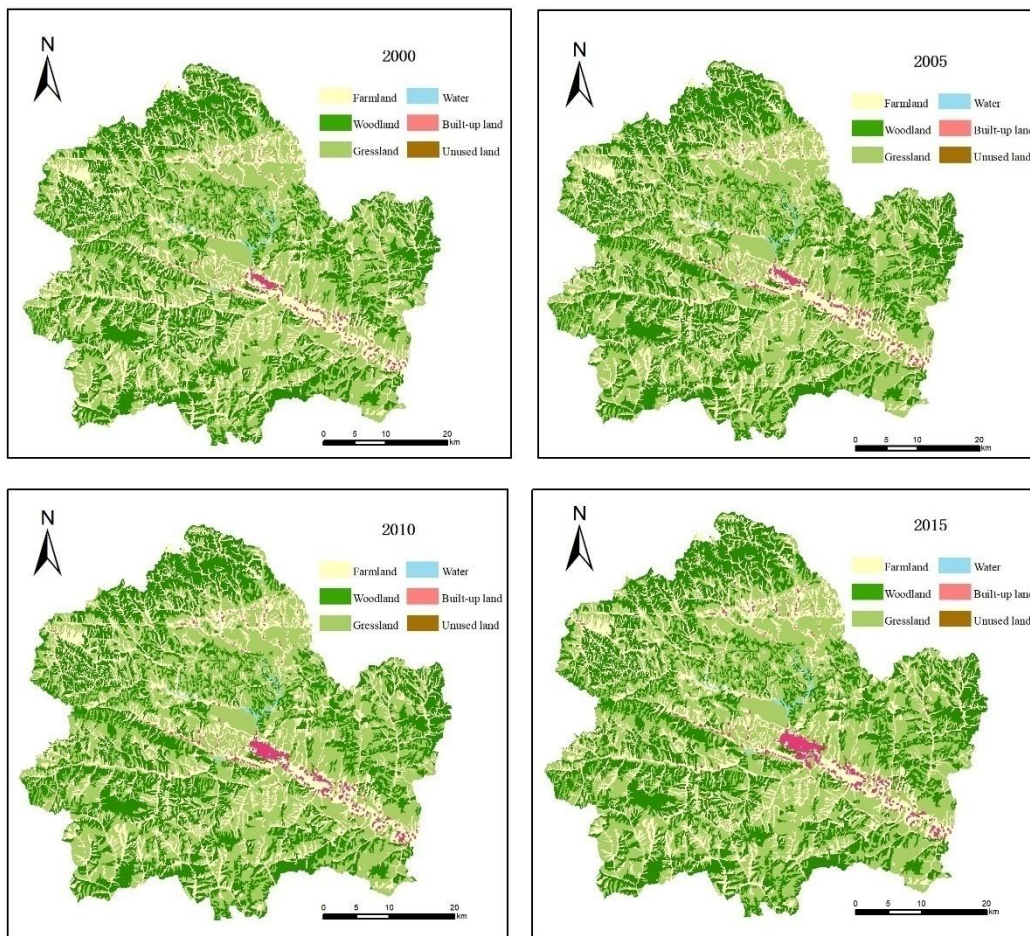 N
2000
Farmland Water
Woodland Built-up land
Gressland Unused land
0 5 10 20
km
N
2005
Farmland Water
Woodland Built-up land
Gressland Unused land
0 5 10 20
km
N
2010
Farmland Water
Woodland Built-up land
Gressland Unused land
0 5 10 20
km
N
2015
Farmland Water
Woodland Built-up land
Gressland Unused land
0 5 10 20
km